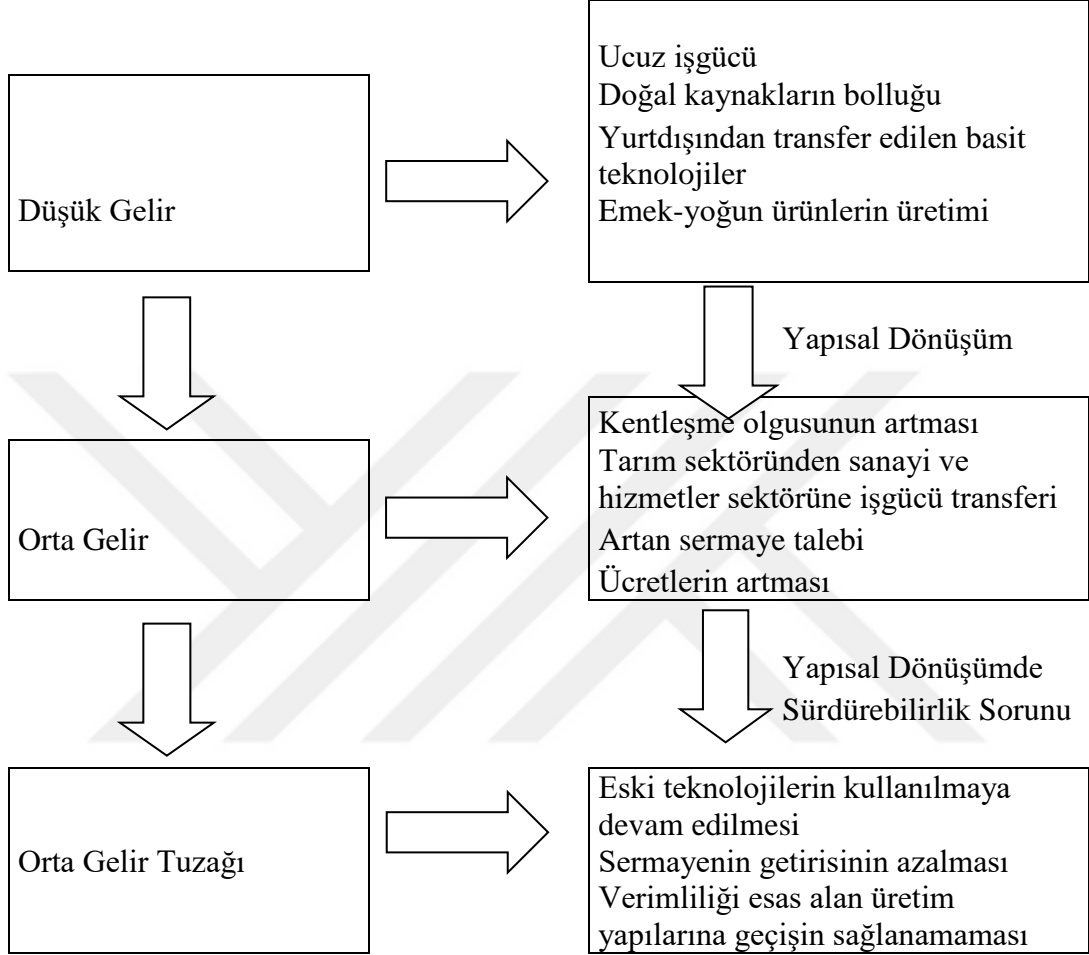 Düşük Gelir
Ucuz işgücü
Doğal kaynakların bolluğu
Yurtdışından transfer edilen basit
teknolojiler
Emek-yoğun ürünlerin üretimi
Yapısal Dönüşüm
Orta Gelir
Kentleşme olgusunun artması
Tarım sektöründen sanayi ve
hizmetler sektörüne işgücü transferi
Artan sermaye talebi
Ücretlerin artması
Yapısal Dönüşümde
Sürdürebilirlik Sorunu
Orta Gelir Tuzağı
Eski teknolojilerin kullanılmaya
devam edilmesi
Sermayenin getirisinin azalması
Verimliliği esas alan üretim
yapılarına geçişin sağlanamaması